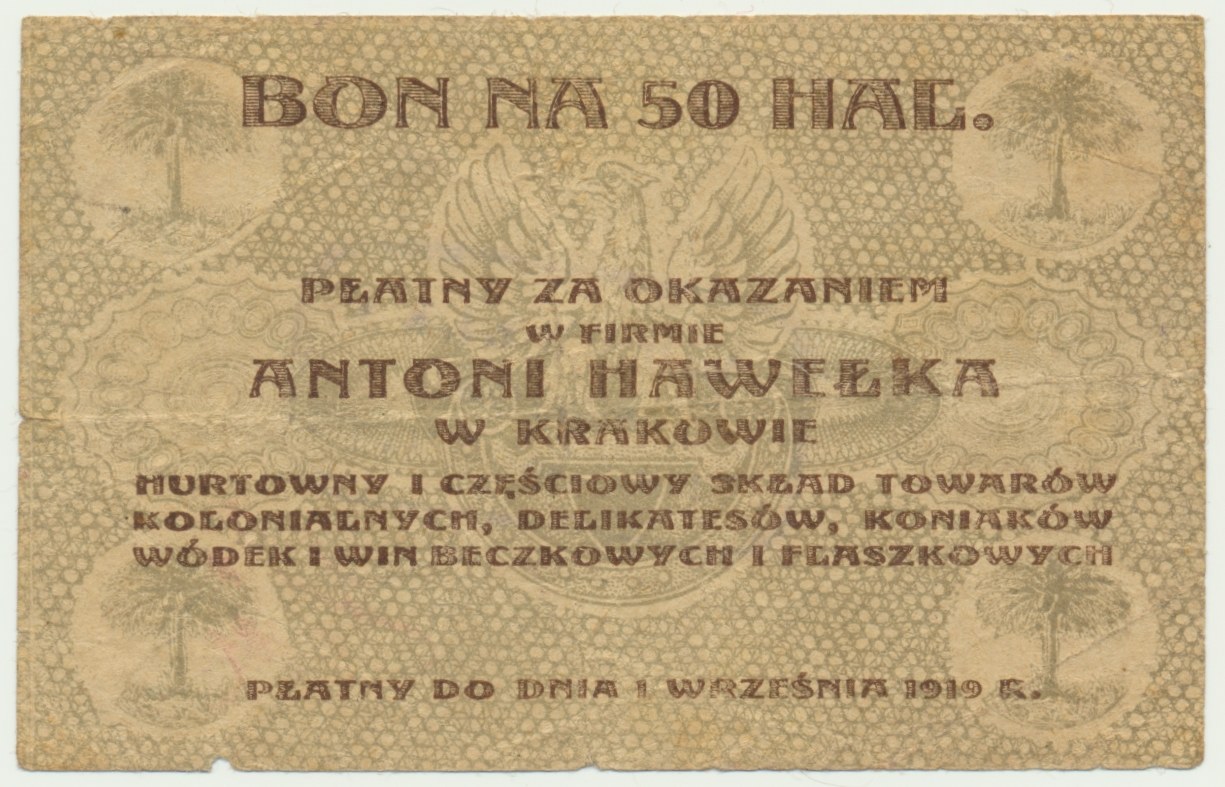 BON NA 50 HAL.
PŁATNY ZA OKAZANIEM
W FIRMIE
ANTONI HAWEŁKA
W KRAKOWIE
HURTOWNY I CZĘŚCIOWY SKŁAD TOWARÓW
KOLONIALNYCH, DELIKATESÓW, KONIAKÓW
WÓDEK I WIN BECZKOWYCH I FLASZKOWYCH
PŁATNY DO DNIA 1 WRZEŚNIA 1919 R.